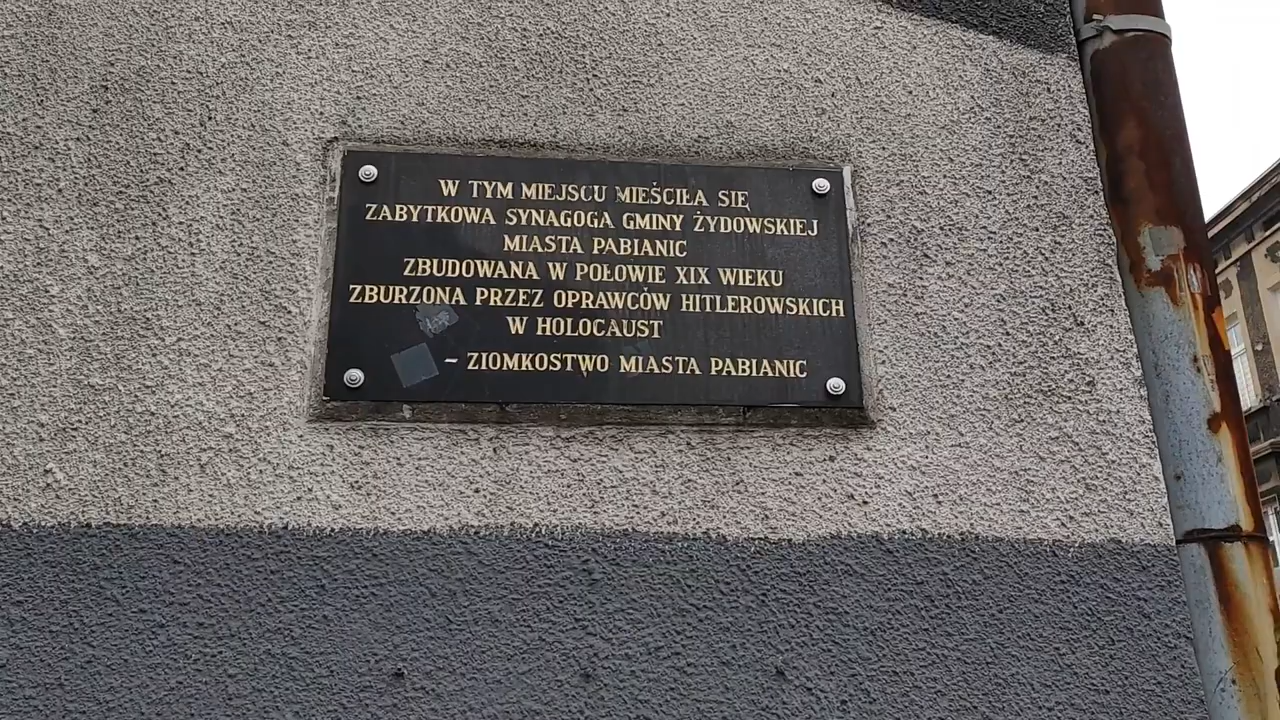 W TYM MIEJSCU MIEŚCIŁA SIĘ
ZABYTKOWA SYNAGOGA GMINY ŻYDOWSKIEJ
MIASTA PABIANIC
ZBUDOWANA W POŁOWIE XIX WIEKU
ZBURZONA PRZEZ OPRAWCÓW HITLEROWSKICH
W HOLOCAUST
– ZIOMKOSTWO MIASTA PABIANIC